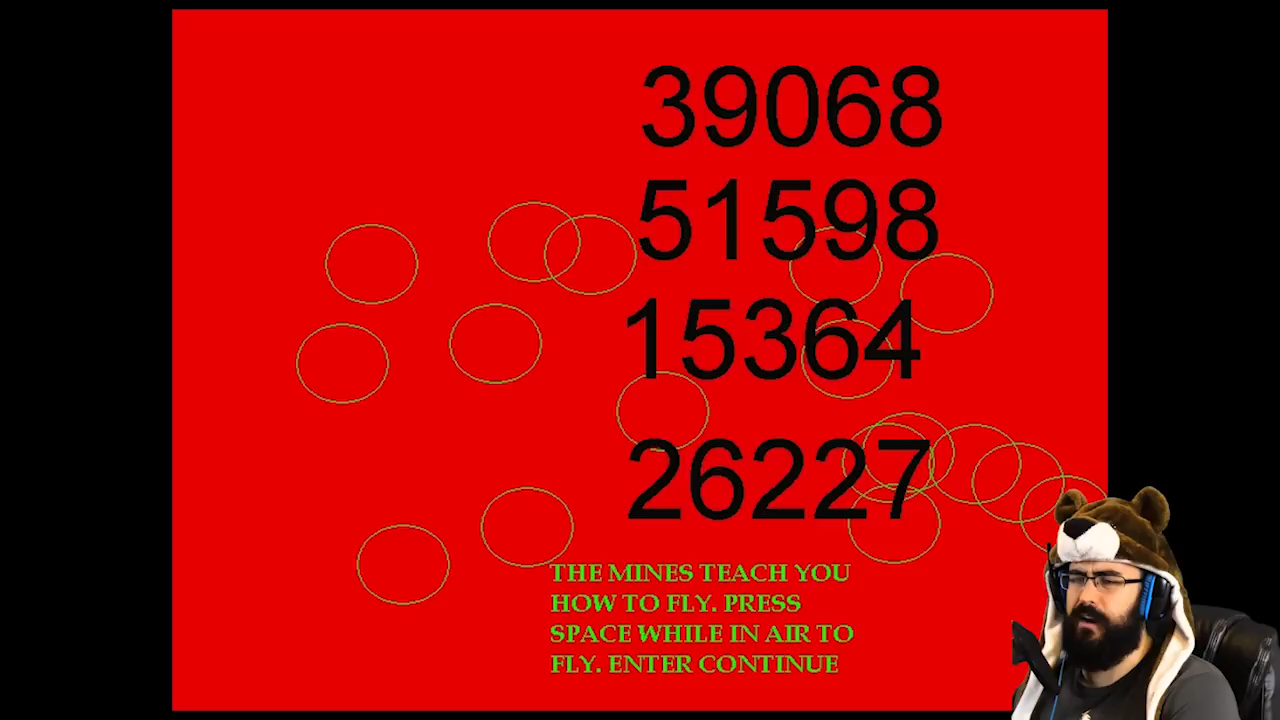 39068
51598
15364
26227
THE MINES TEACH YOU
HOW TO FLY. PRESS
SPACE WHILE IN AIR TO
FLY. ENTER CONTINUE